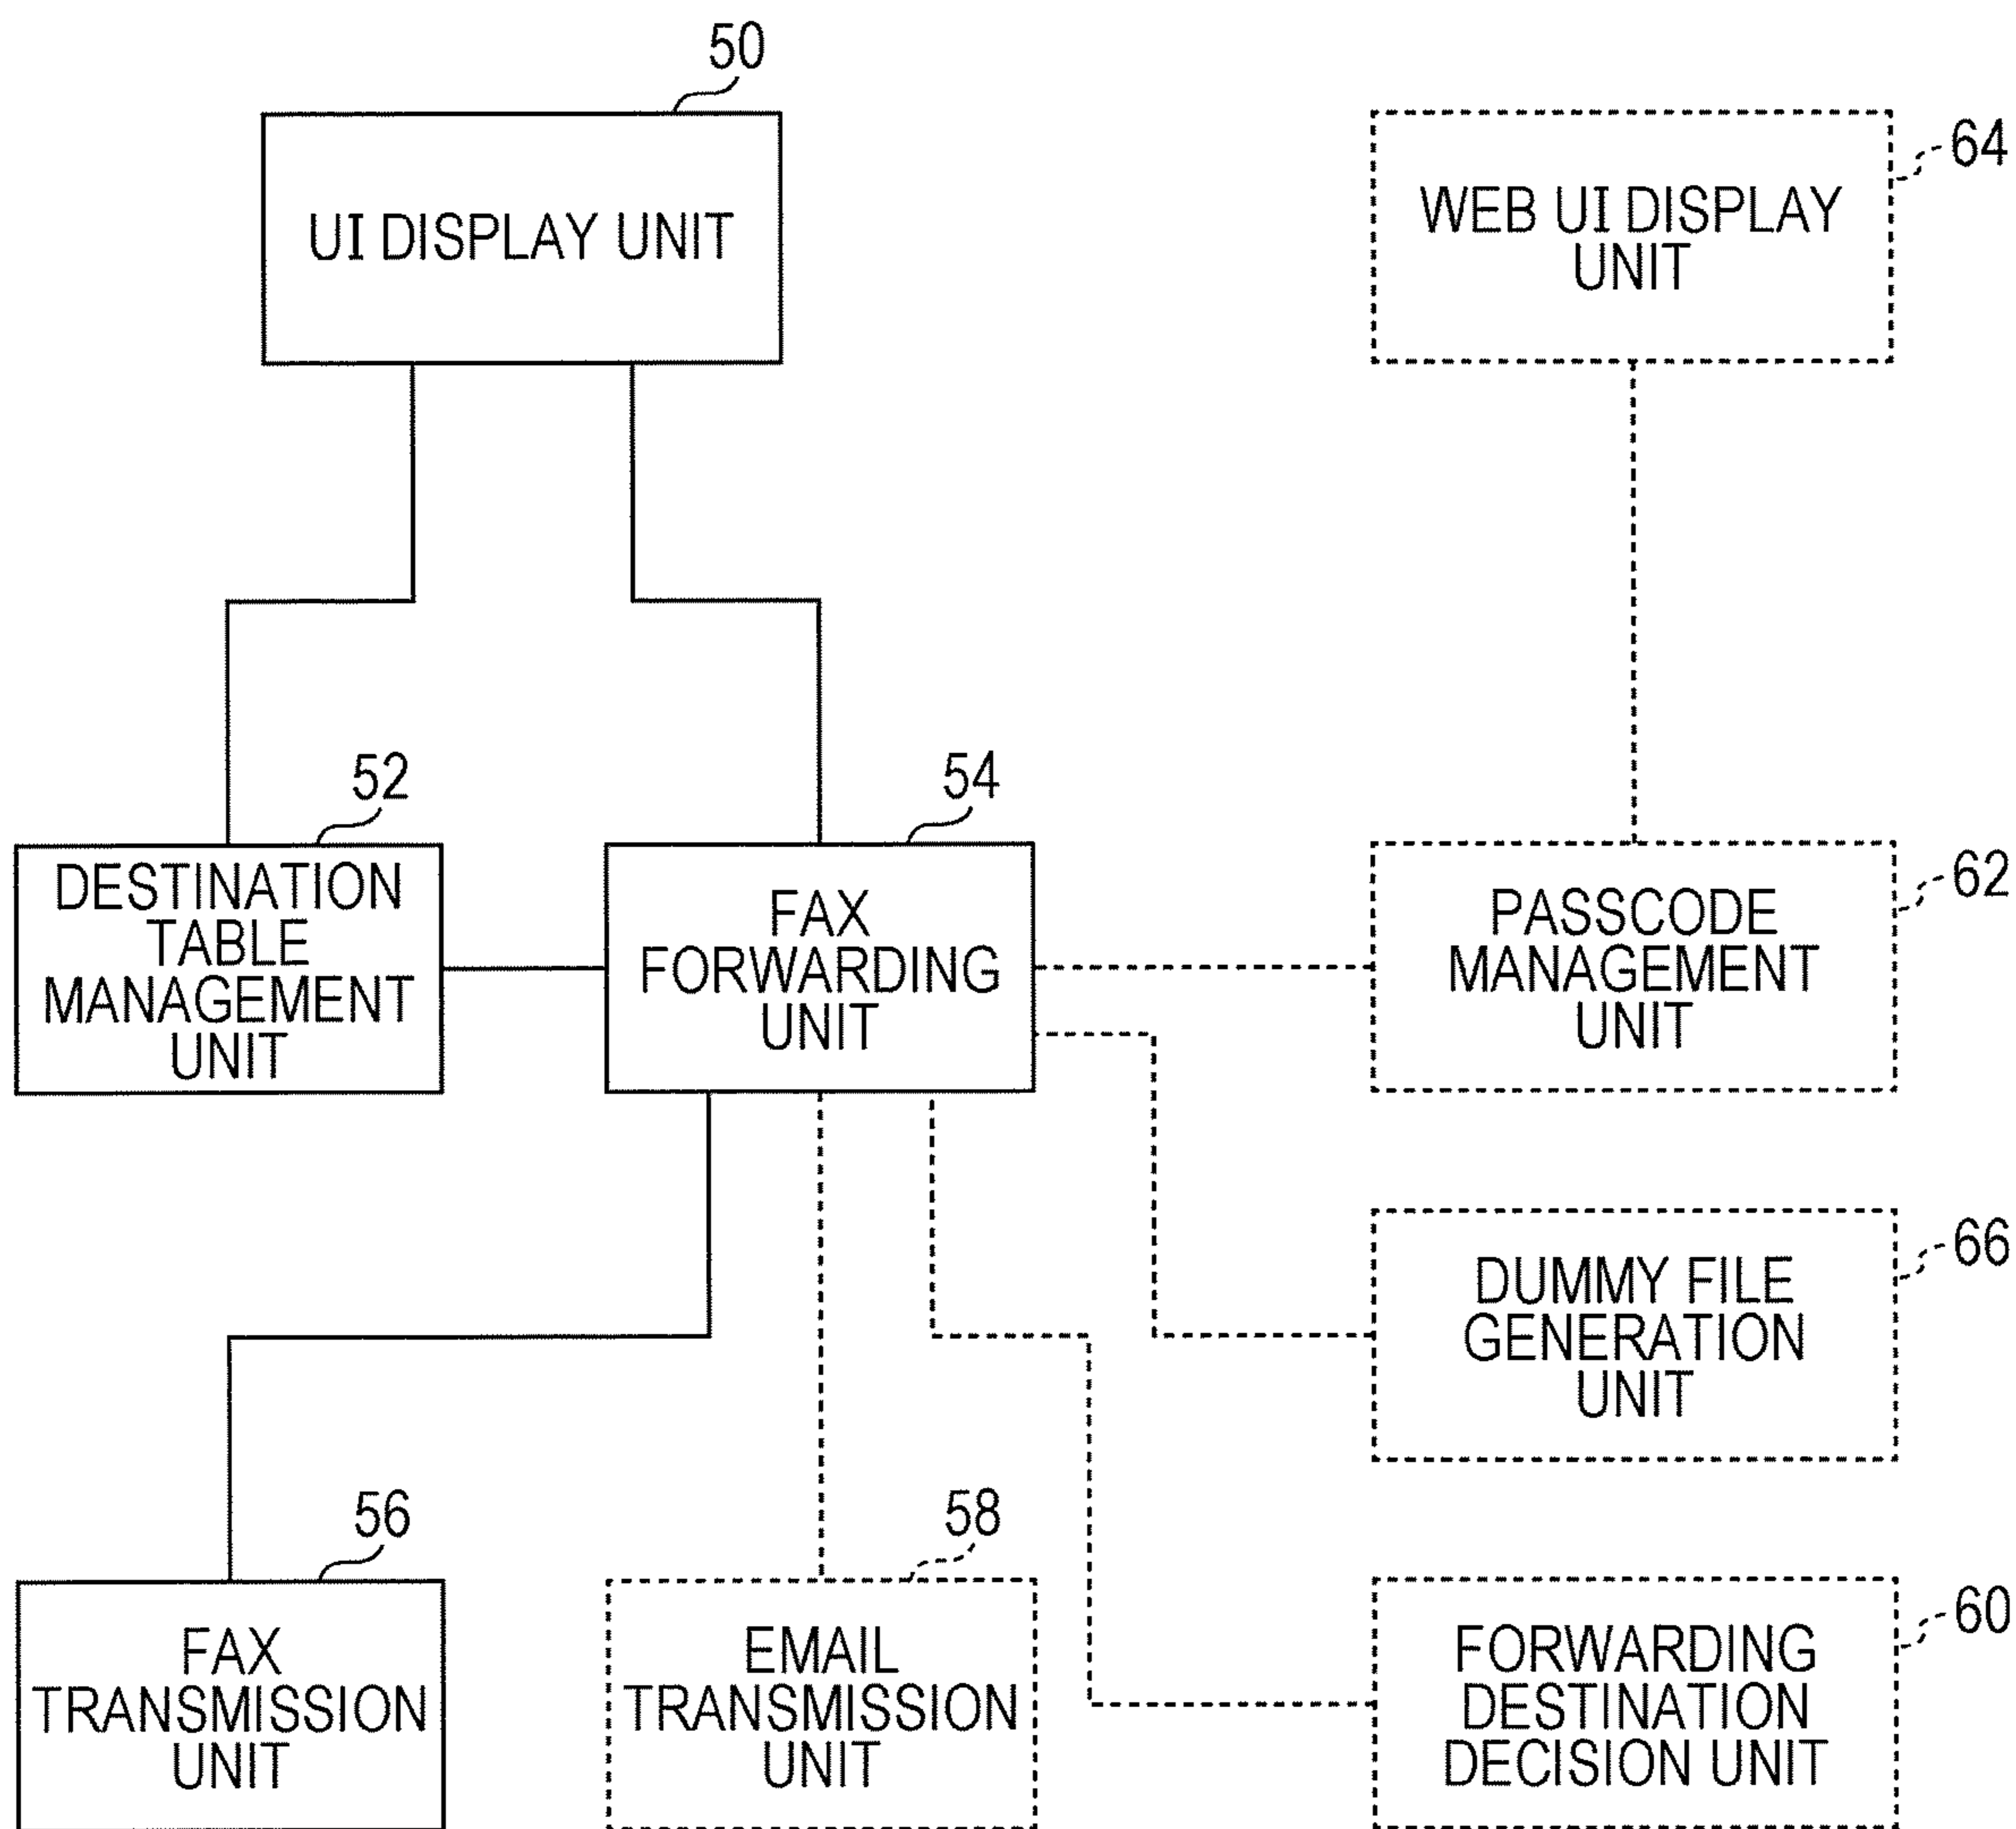 50
UI DISPLAY UNIT
64
WEB UI DISPLAY
UNIT
52
DESTINATION
TABLE
MANAGEMENT
UNIT
54
FAX
FORWARDING
UNIT
62
PASSCODE
MANAGEMENT
UNIT
66
DUMMY FILE
GENERATION
UNIT
56
FAX
TRANSMISSION
UNIT
58
EMAIL
TRANSMISSION
UNIT
60
FORWARDING
DESTINATION
DECISION UNIT